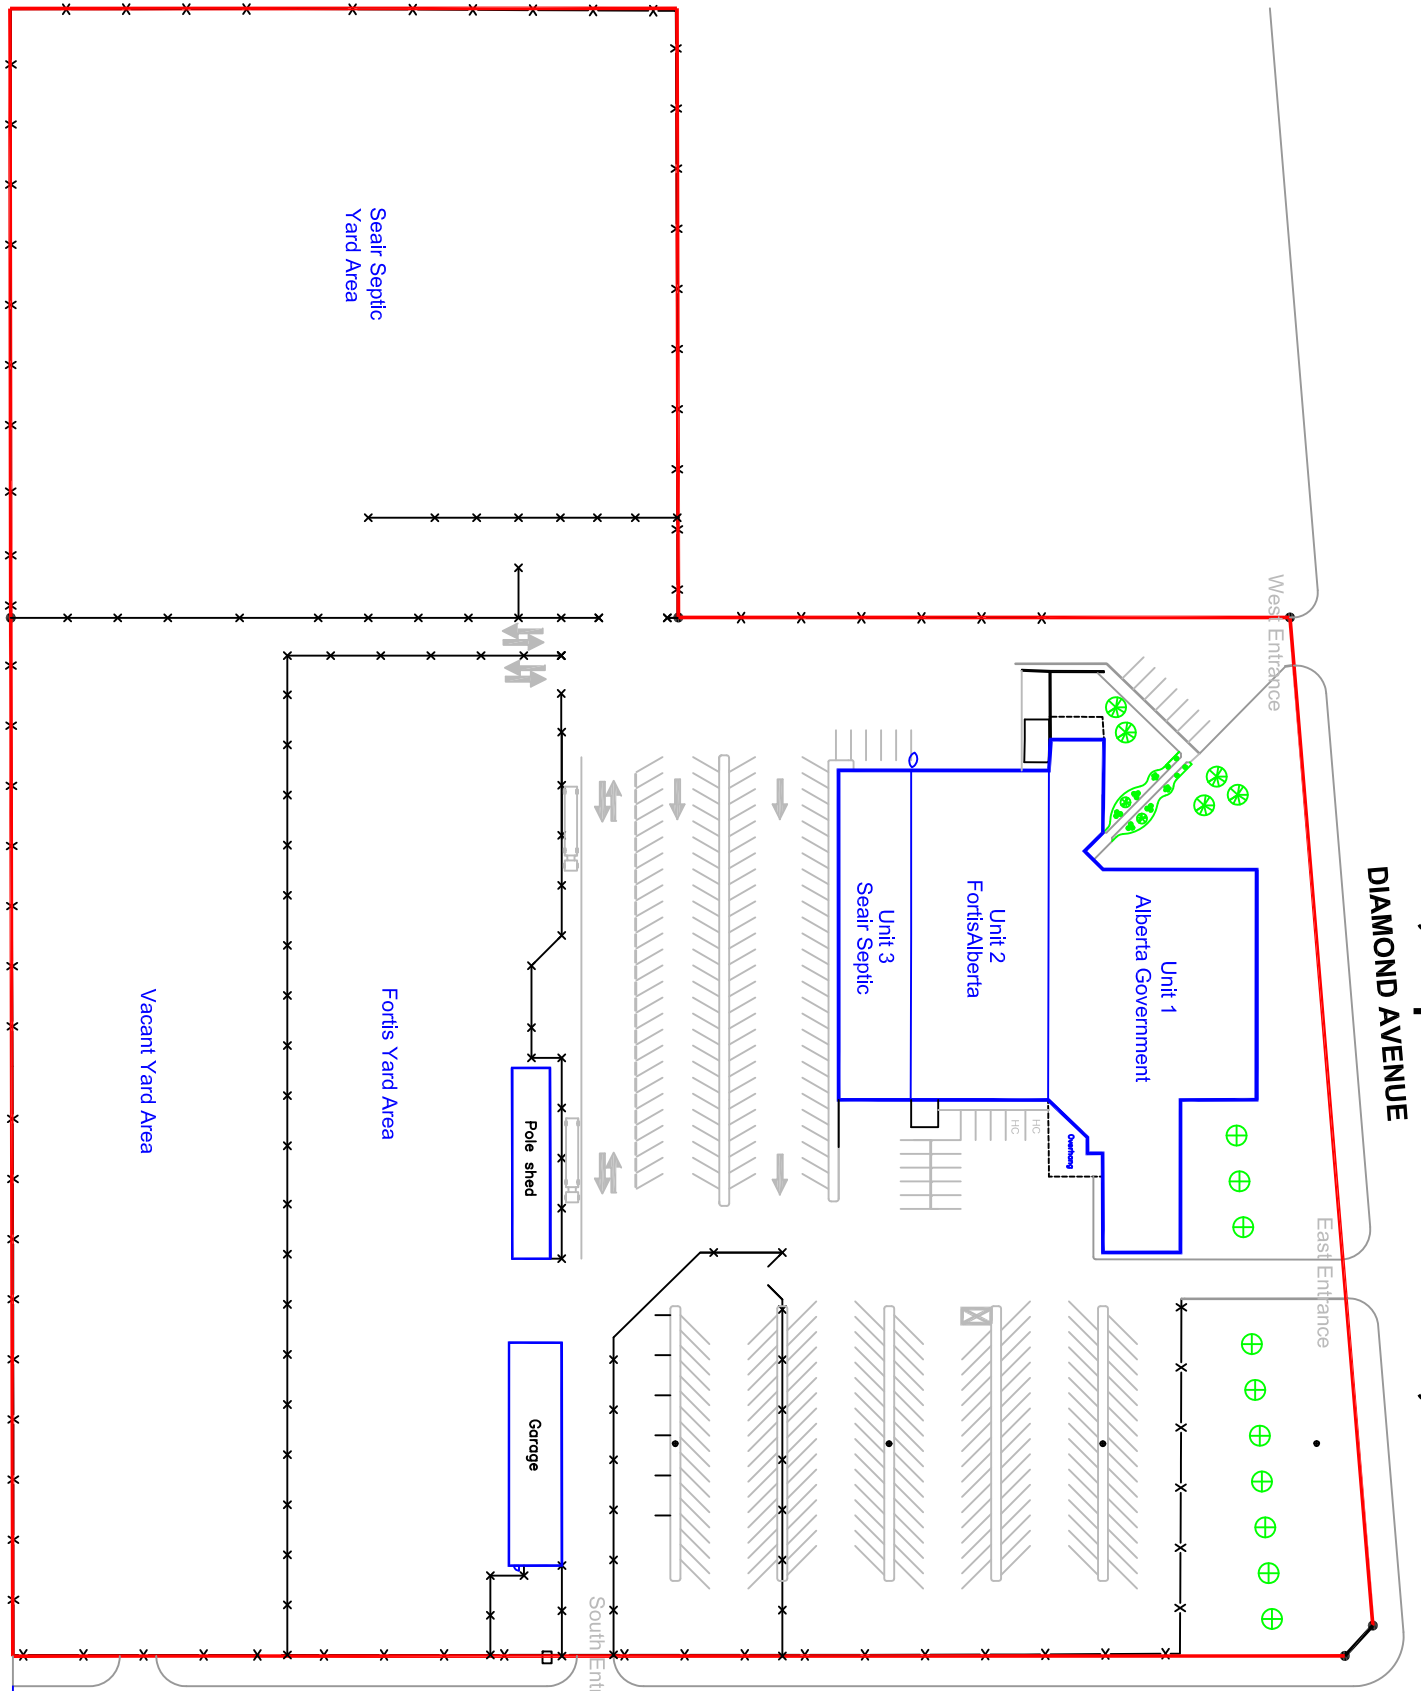 DIAMOND AVENUE
West Entrance
East Entrance
Unit 1
Alberta Government
Overhang
HC
HC
Unit 2
FortisAlberta
Unit 3
Seair Septic
Seair Septic
Yard Area
Pole shed
Garage
South
Fortis Yard Area
Vacant Yard Area